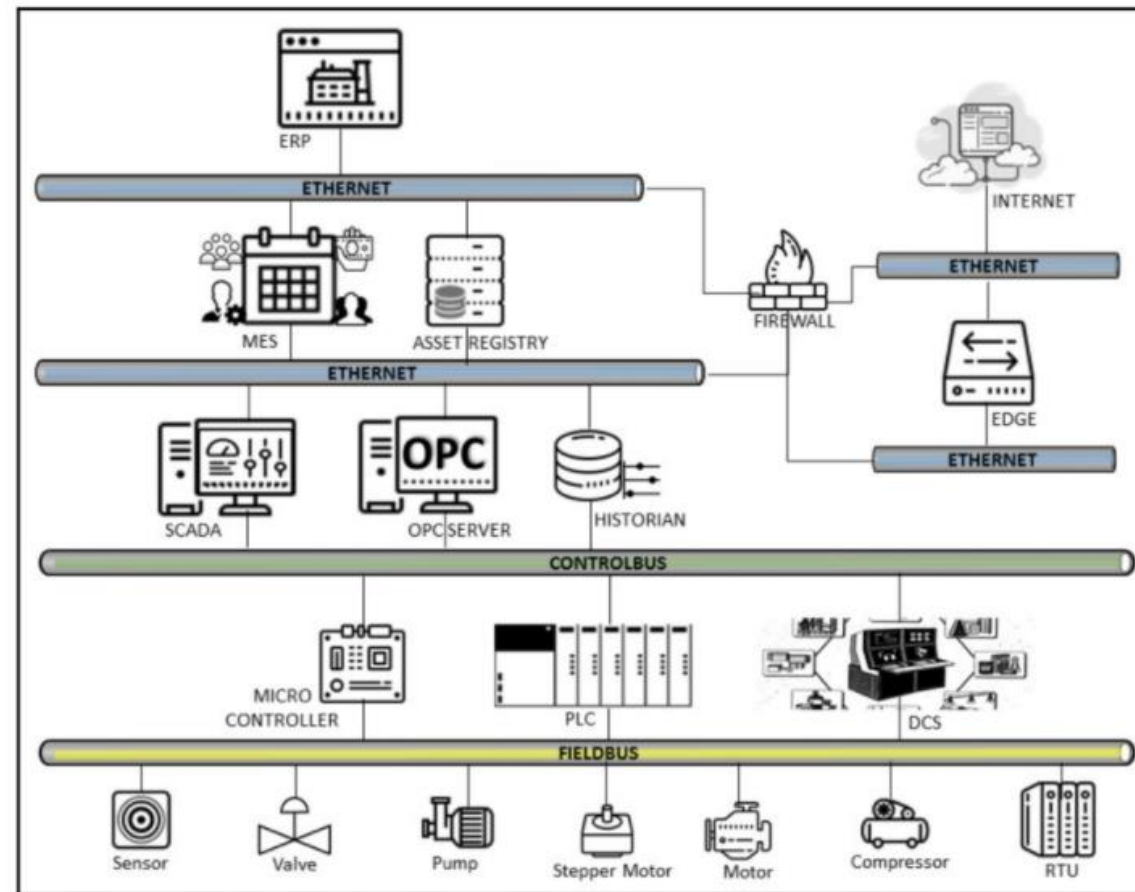 ERP
ETHERNET
INTERNET
ETHERNET
FIREWALL
MES
ASSET REGISTRY
ETHERNET
EDGE
ETHERNET
OPC
SCADA
OPC SERVER
HISTORIAN
CONTROLBUS
MICRO
CONTROLLER
PLC
DCS
FIELDBUS
Sensor
Valve
Pump
Stepper Motor
Motor
Compressor
RTU